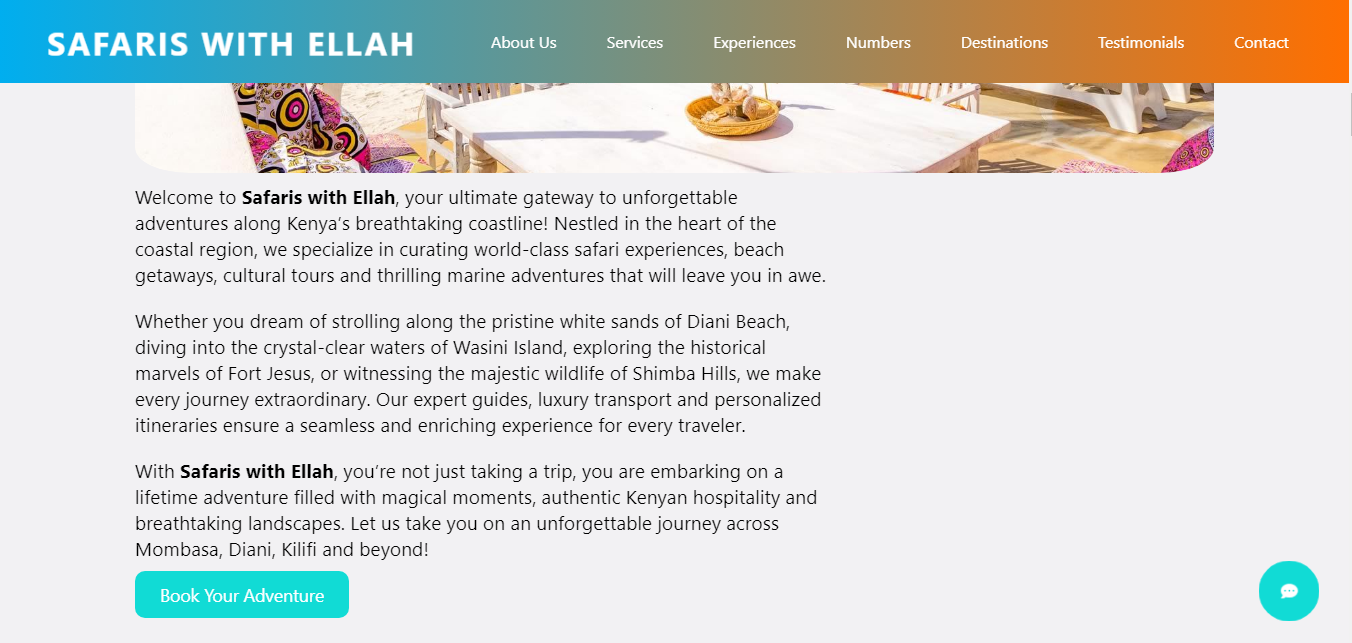 SAFARIS WITH ELLAH
About Us
Services
Experiences
Numbers
Destinations
Testimonials
Contact
Welcome to Safaris with Ellah, your ultimate gateway to unforgettable
adventures along Kenya’s breathtaking coastline! Nestled in the heart of the
coastal region, we specialize in curating world-class safari experiences, beach
getaways, cultural tours and thrilling marine adventures that will leave you in awe.
Whether you dream of strolling along the pristine white sands of Diani Beach,
diving into the crystal-clear waters of Wasini Island, exploring the historical
marvels of Fort Jesus, or witnessing the majestic wildlife of Shimba Hills, we make
every journey extraordinary. Our expert guides, luxury transport and personalized
itineraries ensure a seamless and enriching experience for every traveler.
With Safaris with Ellah, you’re not just taking a trip, you are embarking on a
lifetime adventure filled with magical moments, authentic Kenyan hospitality and
breathtaking landscapes. Let us take you on an unforgettable journey across
Mombasa, Diani, Kilifi and beyond!
Book Your Adventure